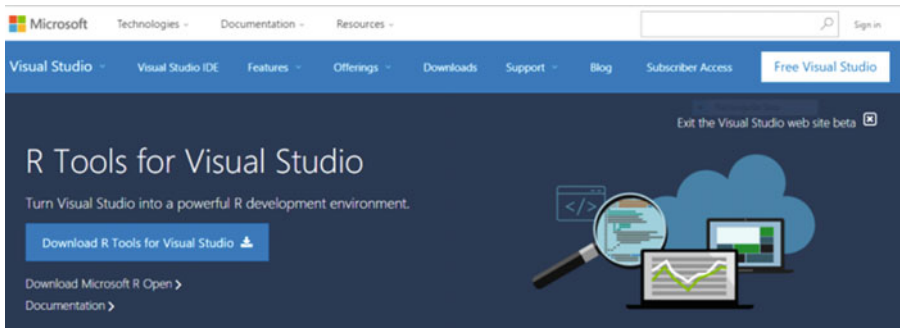 Microsoft Technologies Documentation Resources Sign in
Visual Studio Visual Studio IDE Features Offerings Downloads Support Blog Subscriber Access Free Visual Studio
Exit the Visual Studio web site beta
R Tools for Visual Studio
Turn Visual Studio into a powerful R development environment.
Download R Tools for Visual Studio
Download Microsoft R Open >
Documentation >
</>